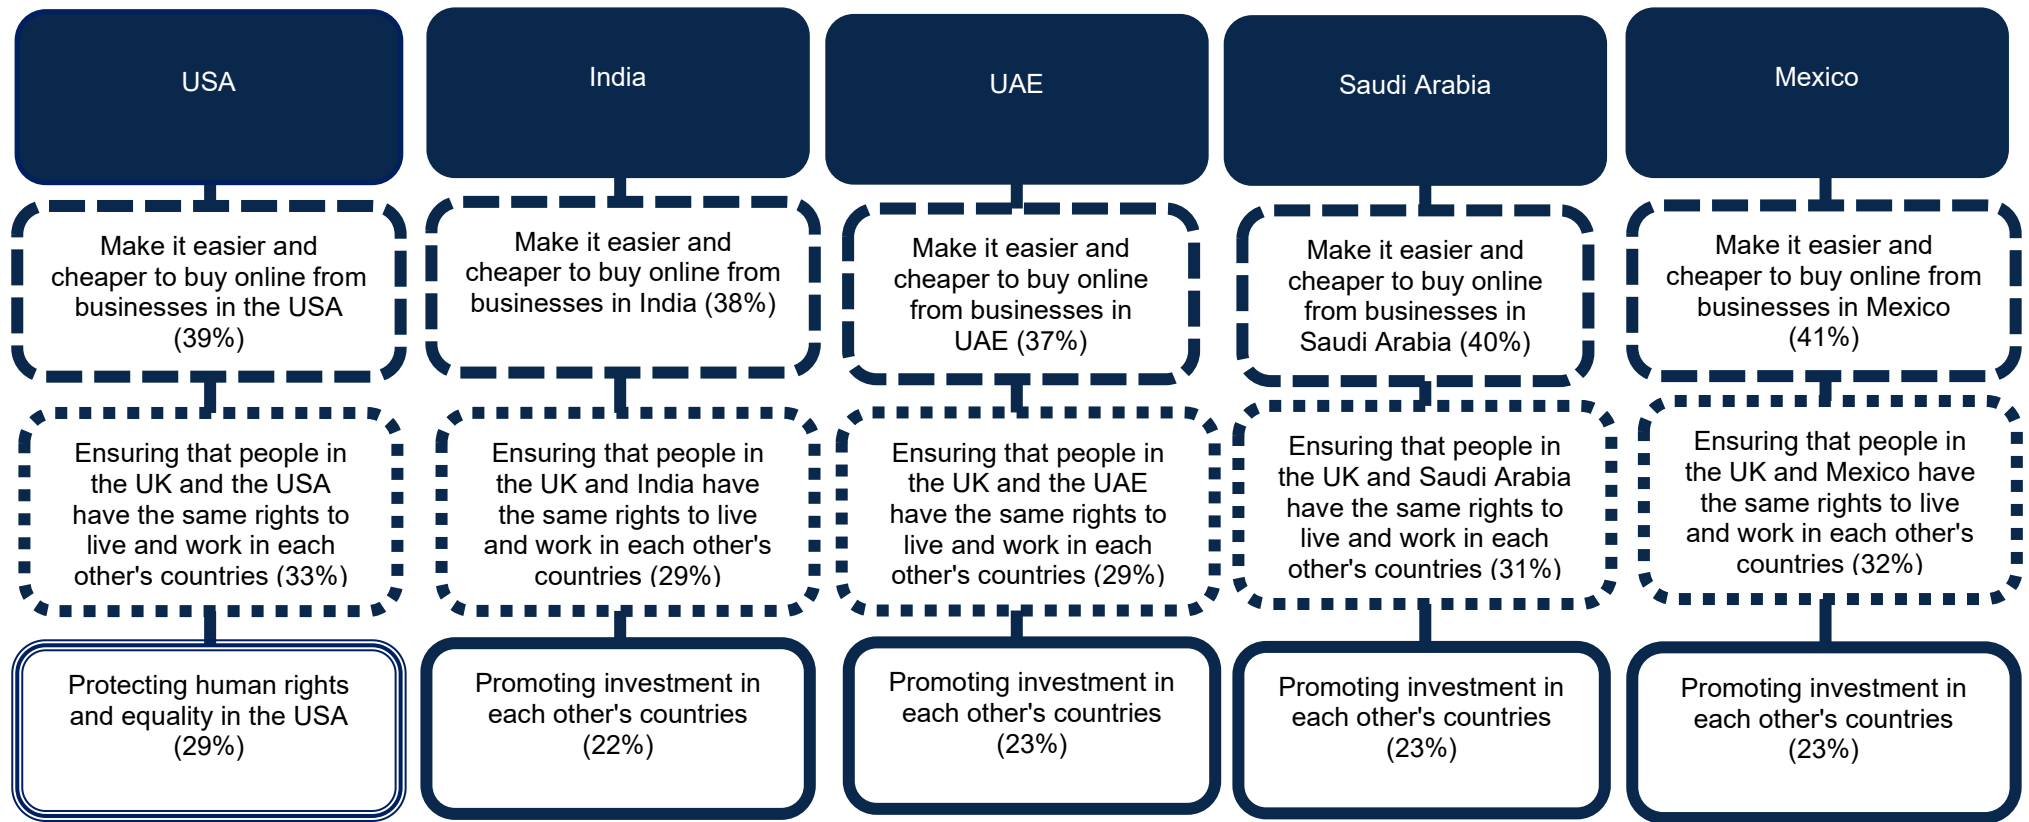 USA
India
UAE
Saudi Arabia
Mexico
Make it easier and
cheaper to buy online from
businesses in the USA
(39%)
Make it easier and
cheaper to buy online from
businesses in India (38%)
Make it easier and
cheaper to buy online
from businesses in
UAE (37%)
Make it easier and
cheaper to buy online
from businesses in
Saudi Arabia (40%)
Make it easier and
cheaper to buy online from
businesses in Mexico
(41%)
Ensuring that people in
the UK and the USA
have the same rights to
live and work in each
other's countries (33%)
Ensuring that people in
the UK and India have
the same rights to live
and work in each other's
countries (29%)
Ensuring that people in
the UK and the UAE
have the same rights to
live and work in each
other's countries (29%)
Ensuring that people in
the UK and Saudi Arabia
have the same rights to
live and work in each
other's countries (31%)
Ensuring that people in
the UK and Mexico have
the same rights to live
and work in each other's
countries (32%)
Protecting human rights
and equality in the USA
(29%)
Promoting investment in
each other's countries
(22%)
Promoting investment in
each other's countries
(23%)
Promoting investment in
each other's countries
(23%)
Promoting investment in
each other's countries
(23%)